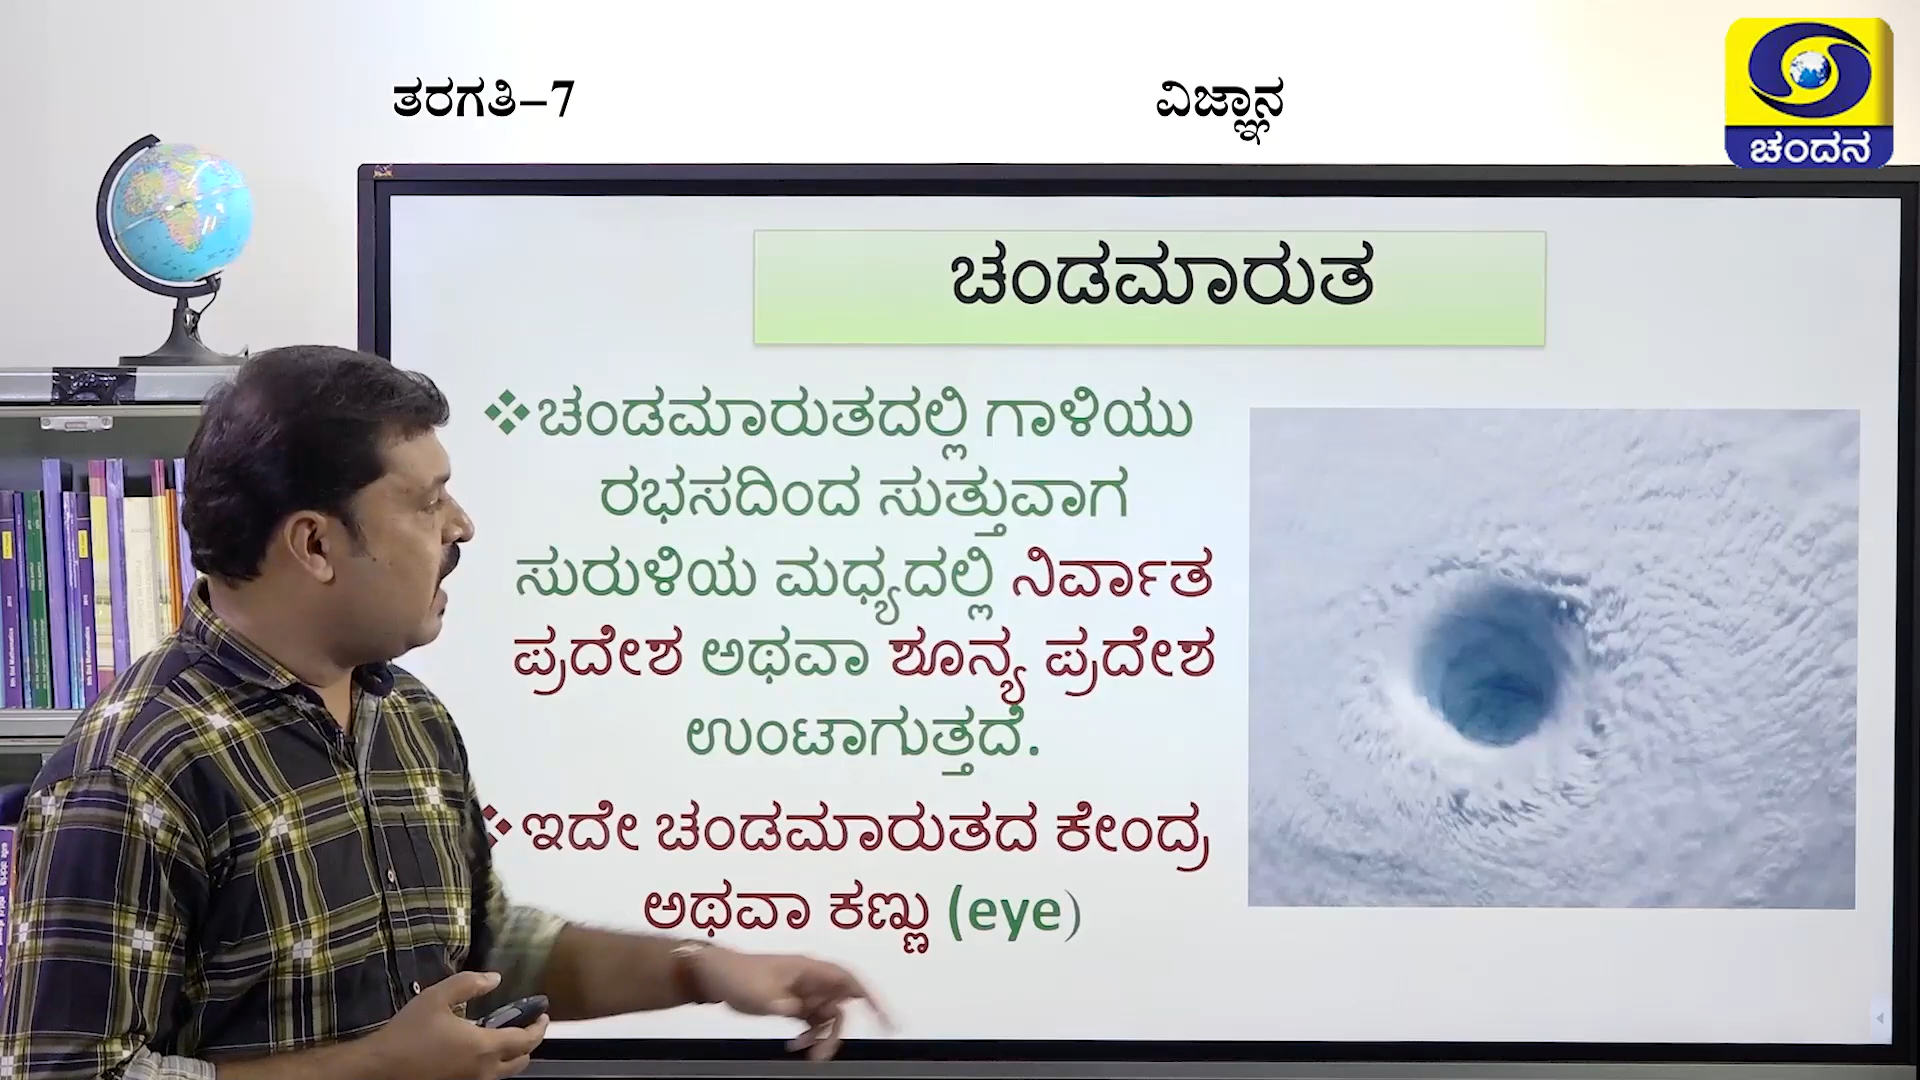 ತರಗತಿ–7
ವಿಜ್ಞಾನ
ಚಂದನ
ಚಂಡಮಾರುತ
❖ಚಂಡಮಾರುತದಲ್ಲಿ ಗಾಳಿಯು
ರಭಸದಿಂದ ಸುತ್ತುವಾಗ
ಸುರುಳಿಯ ಮಧ್ಯದಲ್ಲಿ ನಿರ್ವಾತ
ಪ್ರದೇಶ ಅಥವಾ ಶೂನ್ಯ ಪ್ರದೇಶ
ಉಂಟಾಗುತ್ತದೆ.
❖ಇದೇ ಚಂಡಮಾರುತದ ಕೇಂದ್ರ
ಅಥವಾ ಕಣ್ಣು (eye)